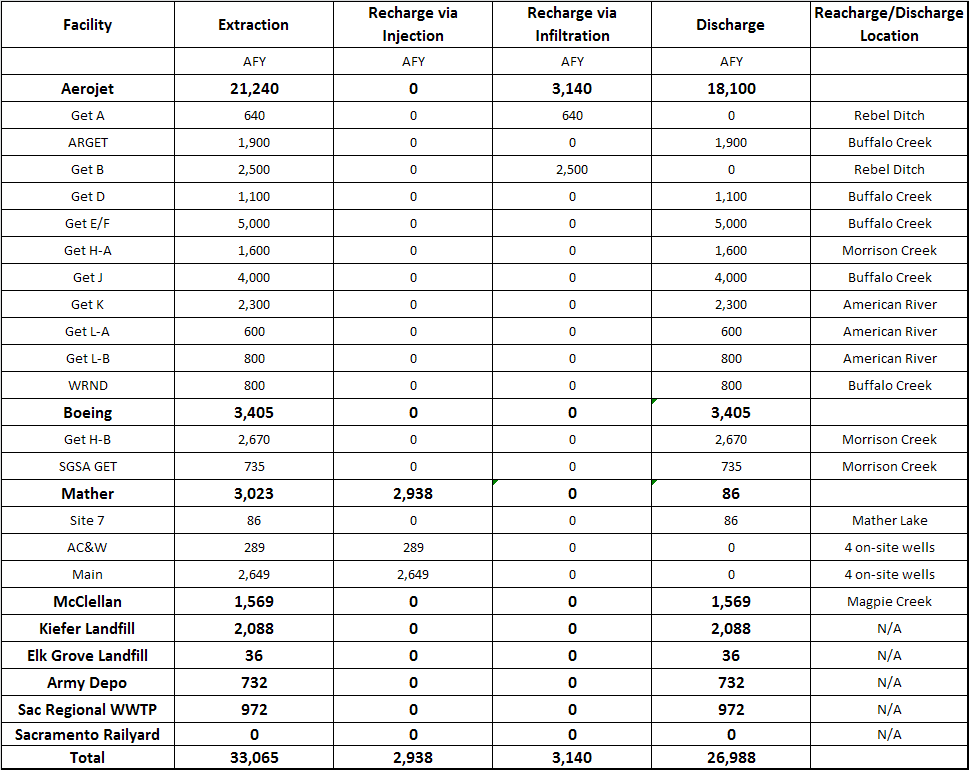 Facility Extraction Recharge via Injection Recharge via Infiltration Discharge Reacharge/Discharge Location
AFY AFY AFY AFY
Aerojet 21,240 0 3,140 18,100
Get A 640 0 640 0 Rebel Ditch
ARGET 1,900 0 0 1,900 Buffalo Creek
Get B 2,500 0 2,500 0 Rebel Ditch
Get D 1,100 0 0 1,100 Buffalo Creek
Get E/F 5,000 0 0 5,000 Buffalo Creek
Get H-A 1,600 0 0 1,600 Morrison Creek
Get J 4,000 0 0 4,000 Buffalo Creek
Get K 2,300 0 0 2,300 American River
Get L-A 600 0 0 600 American River
Get L-B 800 0 0 800 American River
WRND 800 0 0 800 Buffalo Creek
Boeing 3,405 0 0 3,405
Get H-B 2,670 0 0 2,670 Morrison Creek
SGSA GET 735 0 0 735 Morrison Creek
Mather 3,023 2,938 0 86
Site 7 86 0 0 86 Mather Lake
AC&W 289 289 0 0 4 on-site wells
Main 2,649 2,649 0 0 4 on-site wells
McClellan 1,569 0 0 1,569 Magpie Creek
Kiefer Landfill 2,088 0 0 2,088 N/A
Elk Grove Landfill 36 0 0 36 N/A
Army Depo 732 0 0 732 N/A
Sac Regional WWTP 972 0 0 972 N/A
Sacramento Railyard 0 0 0 0 N/A
Total 33,065 2,938 3,140 26,988